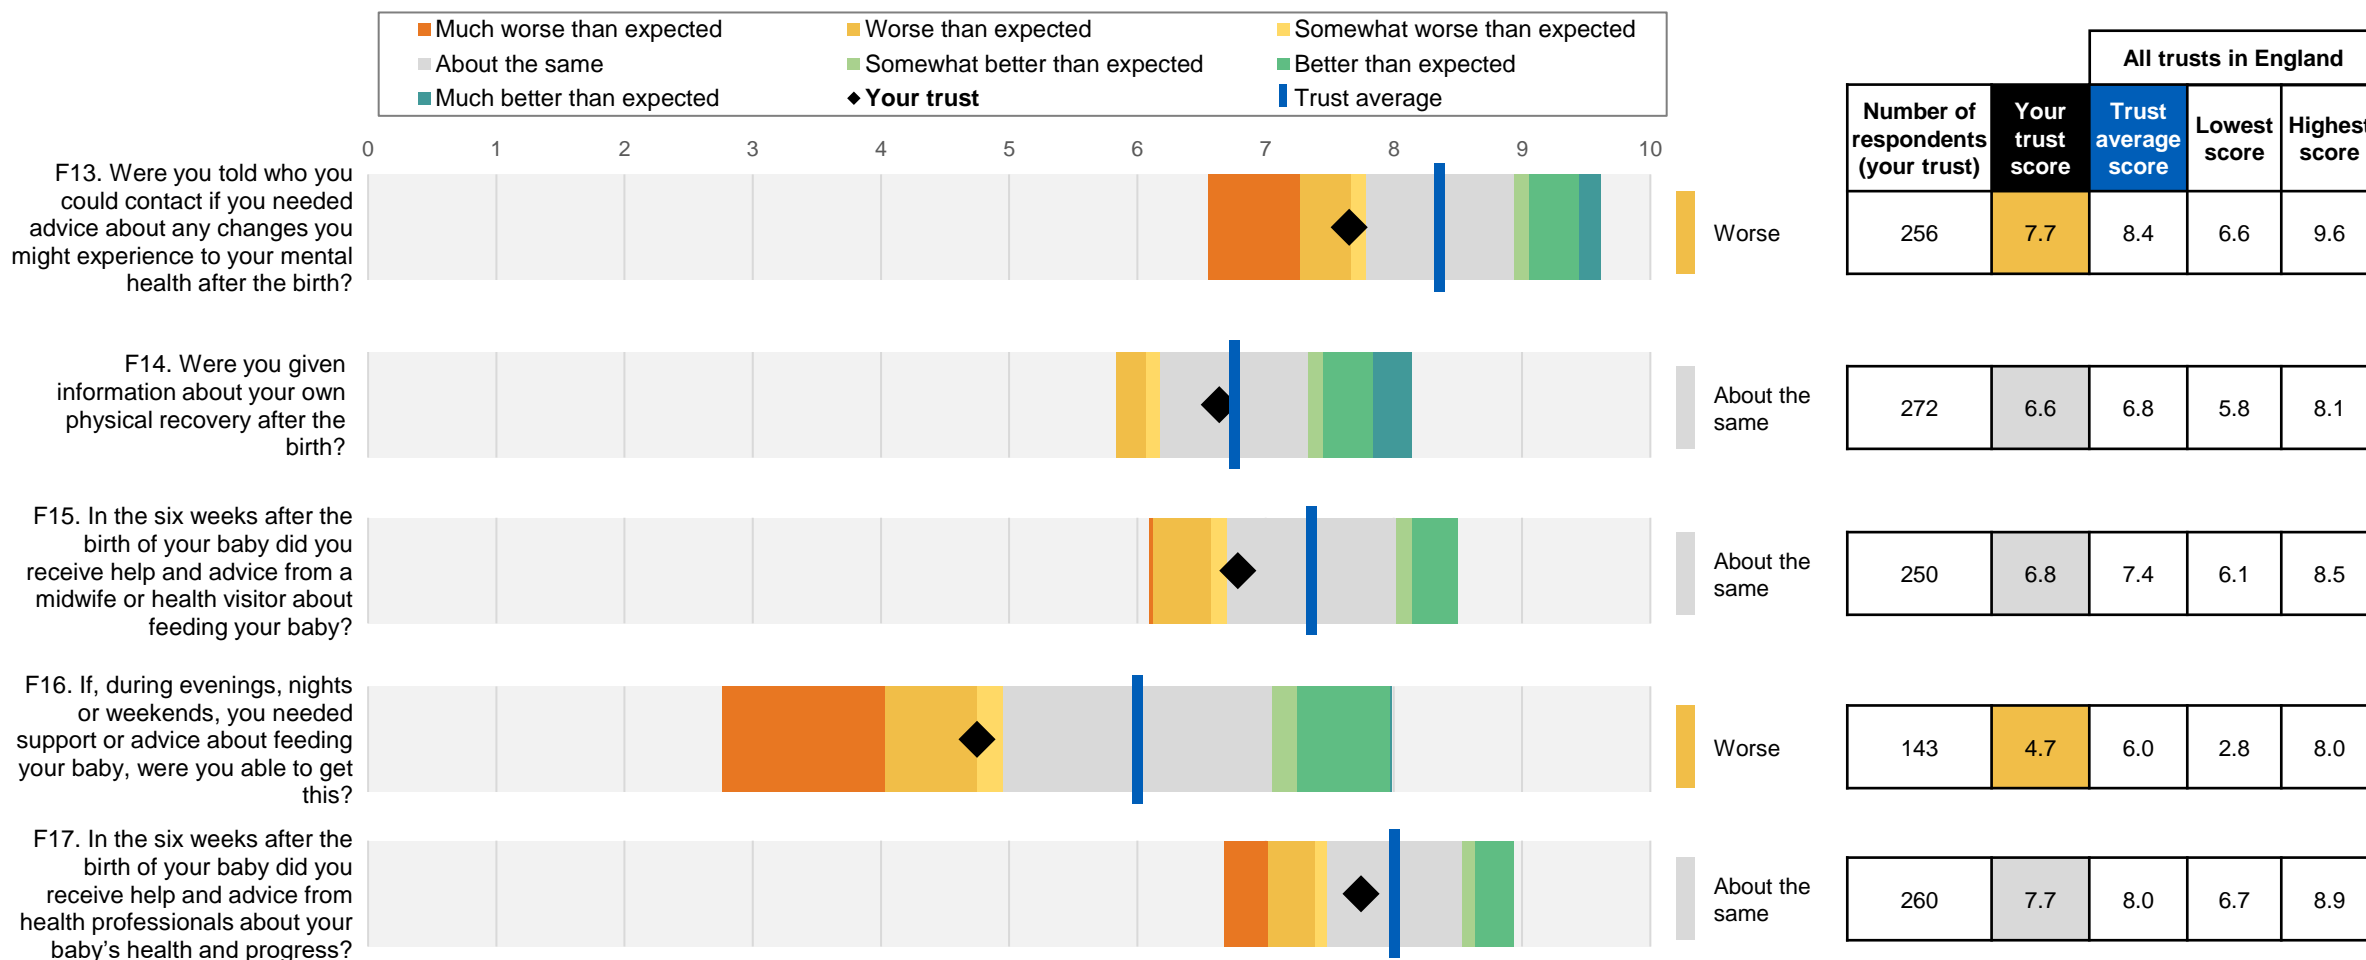 Much worse than expected
Worse than expected
Somewhat worse than expected
About the same
Somewhat better than expected
Better than expected
Much better than expected
Your trust
Trust average
All trusts in England
Number of
respondents
(your trust)
Your
trust
score
Trust
average
score
Lowest
score
Highest
score
0 1 2 3 4 5 6 7 8 9 10
F13. Were you told who you
could contact if you needed
advice about any changes you
might experience to your mental
health after the birth?
Worse
256 7.7 8.4 6.6 9.6
F14. Were you given
information about your own
physical recovery after the
birth?
About the
same
272 6.6 6.8 5.8 8.1
F15. In the six weeks after the
birth of your baby did you
receive help and advice from a
midwife or health visitor about
feeding your baby?
About the
same
250 6.8 7.4 6.1 8.5
F16. If, during evenings, nights
or weekends, you needed
support or advice about feeding
your baby, were you able to get
this?
Worse
143 4.7 6.0 2.8 8.0
F17. In the six weeks after the
birth of your baby did you
receive help and advice from
health professionals about your
baby's health and progress?
About the
same
260 7.7 8.0 6.7 8.9